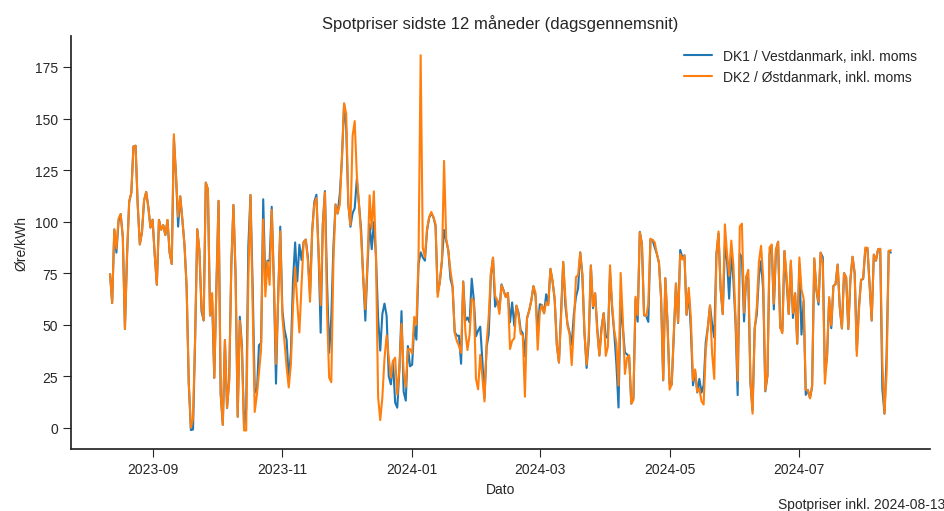 Spotpriser sidste 12 måneder (dagsgennemsnit)
DK1 / Vestdanmark, inkl. moms
DK2 / Østdanmark, inkl. moms
Øre/kWh
175
150
125
100
75
50
25
0
2023-09
2023-11
2024-01
2024-03
2024-05
2024-07
Dato
Spotpriser inkl. 2024-08-13